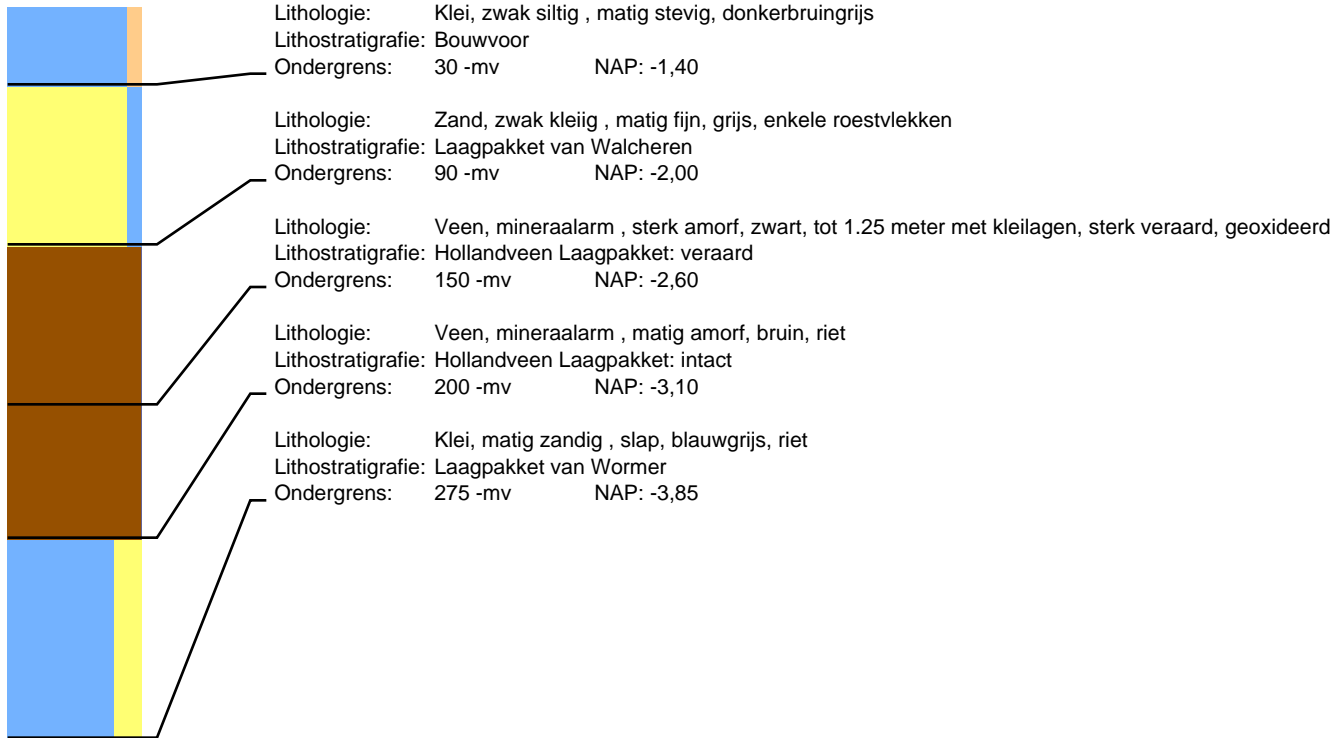 Lithologie: Klei, zwak siltig , matig stevig, donkerbruingrijs
Lithostratigrafie: Bouwvoor
Ondergrens: 30 -mv NAP: -1,40
Lithologie: Zand, zwak kleiig , matig fijn, grijs, enkele roestvlekken
Lithostratigrafie: Laagpakket van Walcheren
Ondergrens: 90 -mv NAP: -2,00
Lithologie: Veen, mineraalarm , sterk amorf, zwart, tot 1.25 meter met kleilagen, sterk veraard, geoxideerd
Lithostratigrafie: Hollandveen Laagpakket: veraard
Ondergrens: 150 -mv NAP: -2,60
Lithologie: Veen, mineraalarm , matig amorf, bruin, riet
Lithostratigrafie: Hollandveen Laagpakket: intact
Ondergrens: 200 -mv NAP: -3,10
Lithologie: Klei, matig zandig , slap, blauwgrijs, riet
Lithostratigrafie: Laagpakket van Wormer
Ondergrens: 275 -mv NAP: -3,85